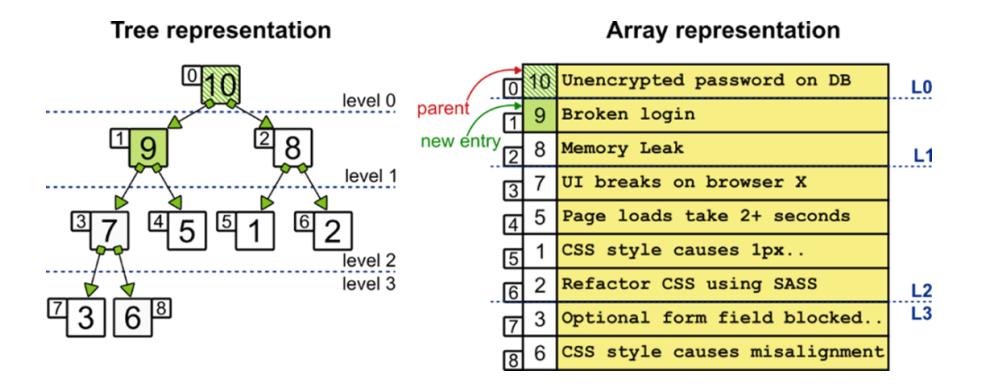 Tree representation
0 10
level 0
1 9
2 8
level 1
3 7
4 5
5 1
6 2
level 2
level 3
7 3
6 8
Array representation
parent
new entry
0 10 Unencrypted password on DB
L0
1 9 Broken login
2 8 Memory Leak
L1
3 7 UI breaks on browser X
4 5 Page loads take 2+ seconds
5 1 CSS style causes 1px..
6 2 Refactor CSS using SASS
L2
L3
7 3 Optional form field blocked..
8 6 CSS style causes misalignment